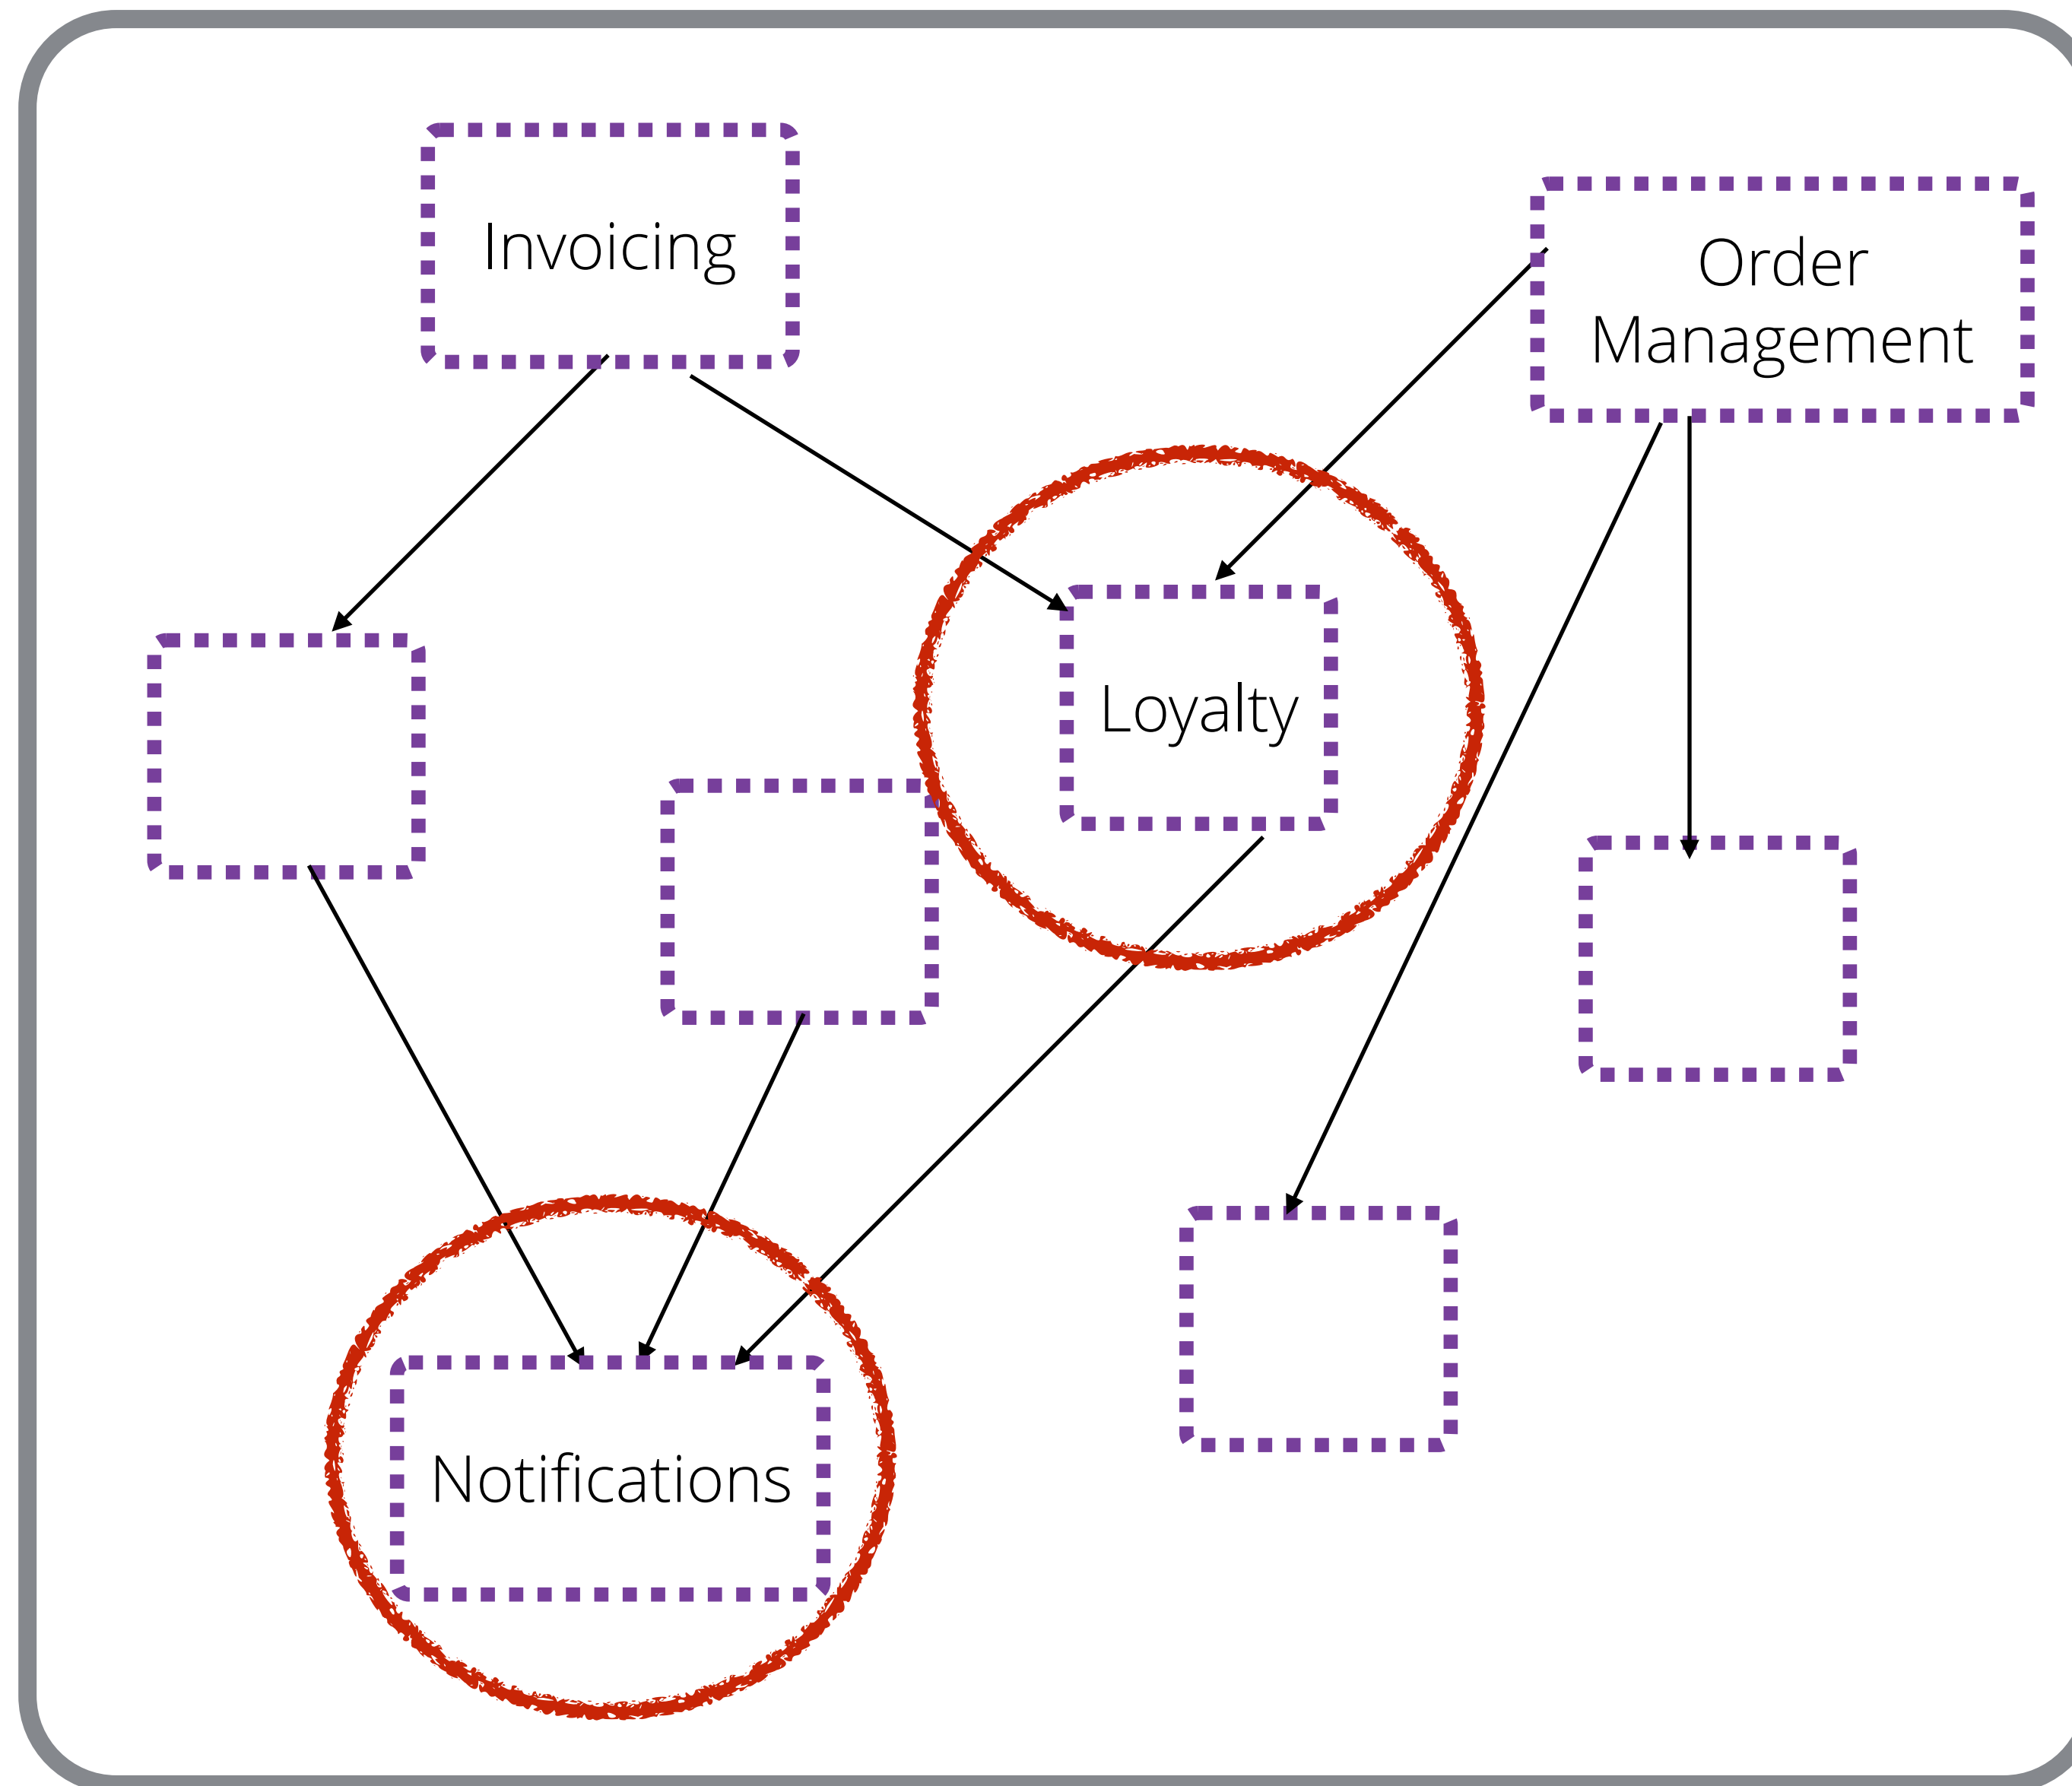 Invoicing
Order
Management
Loyalty
Notifications